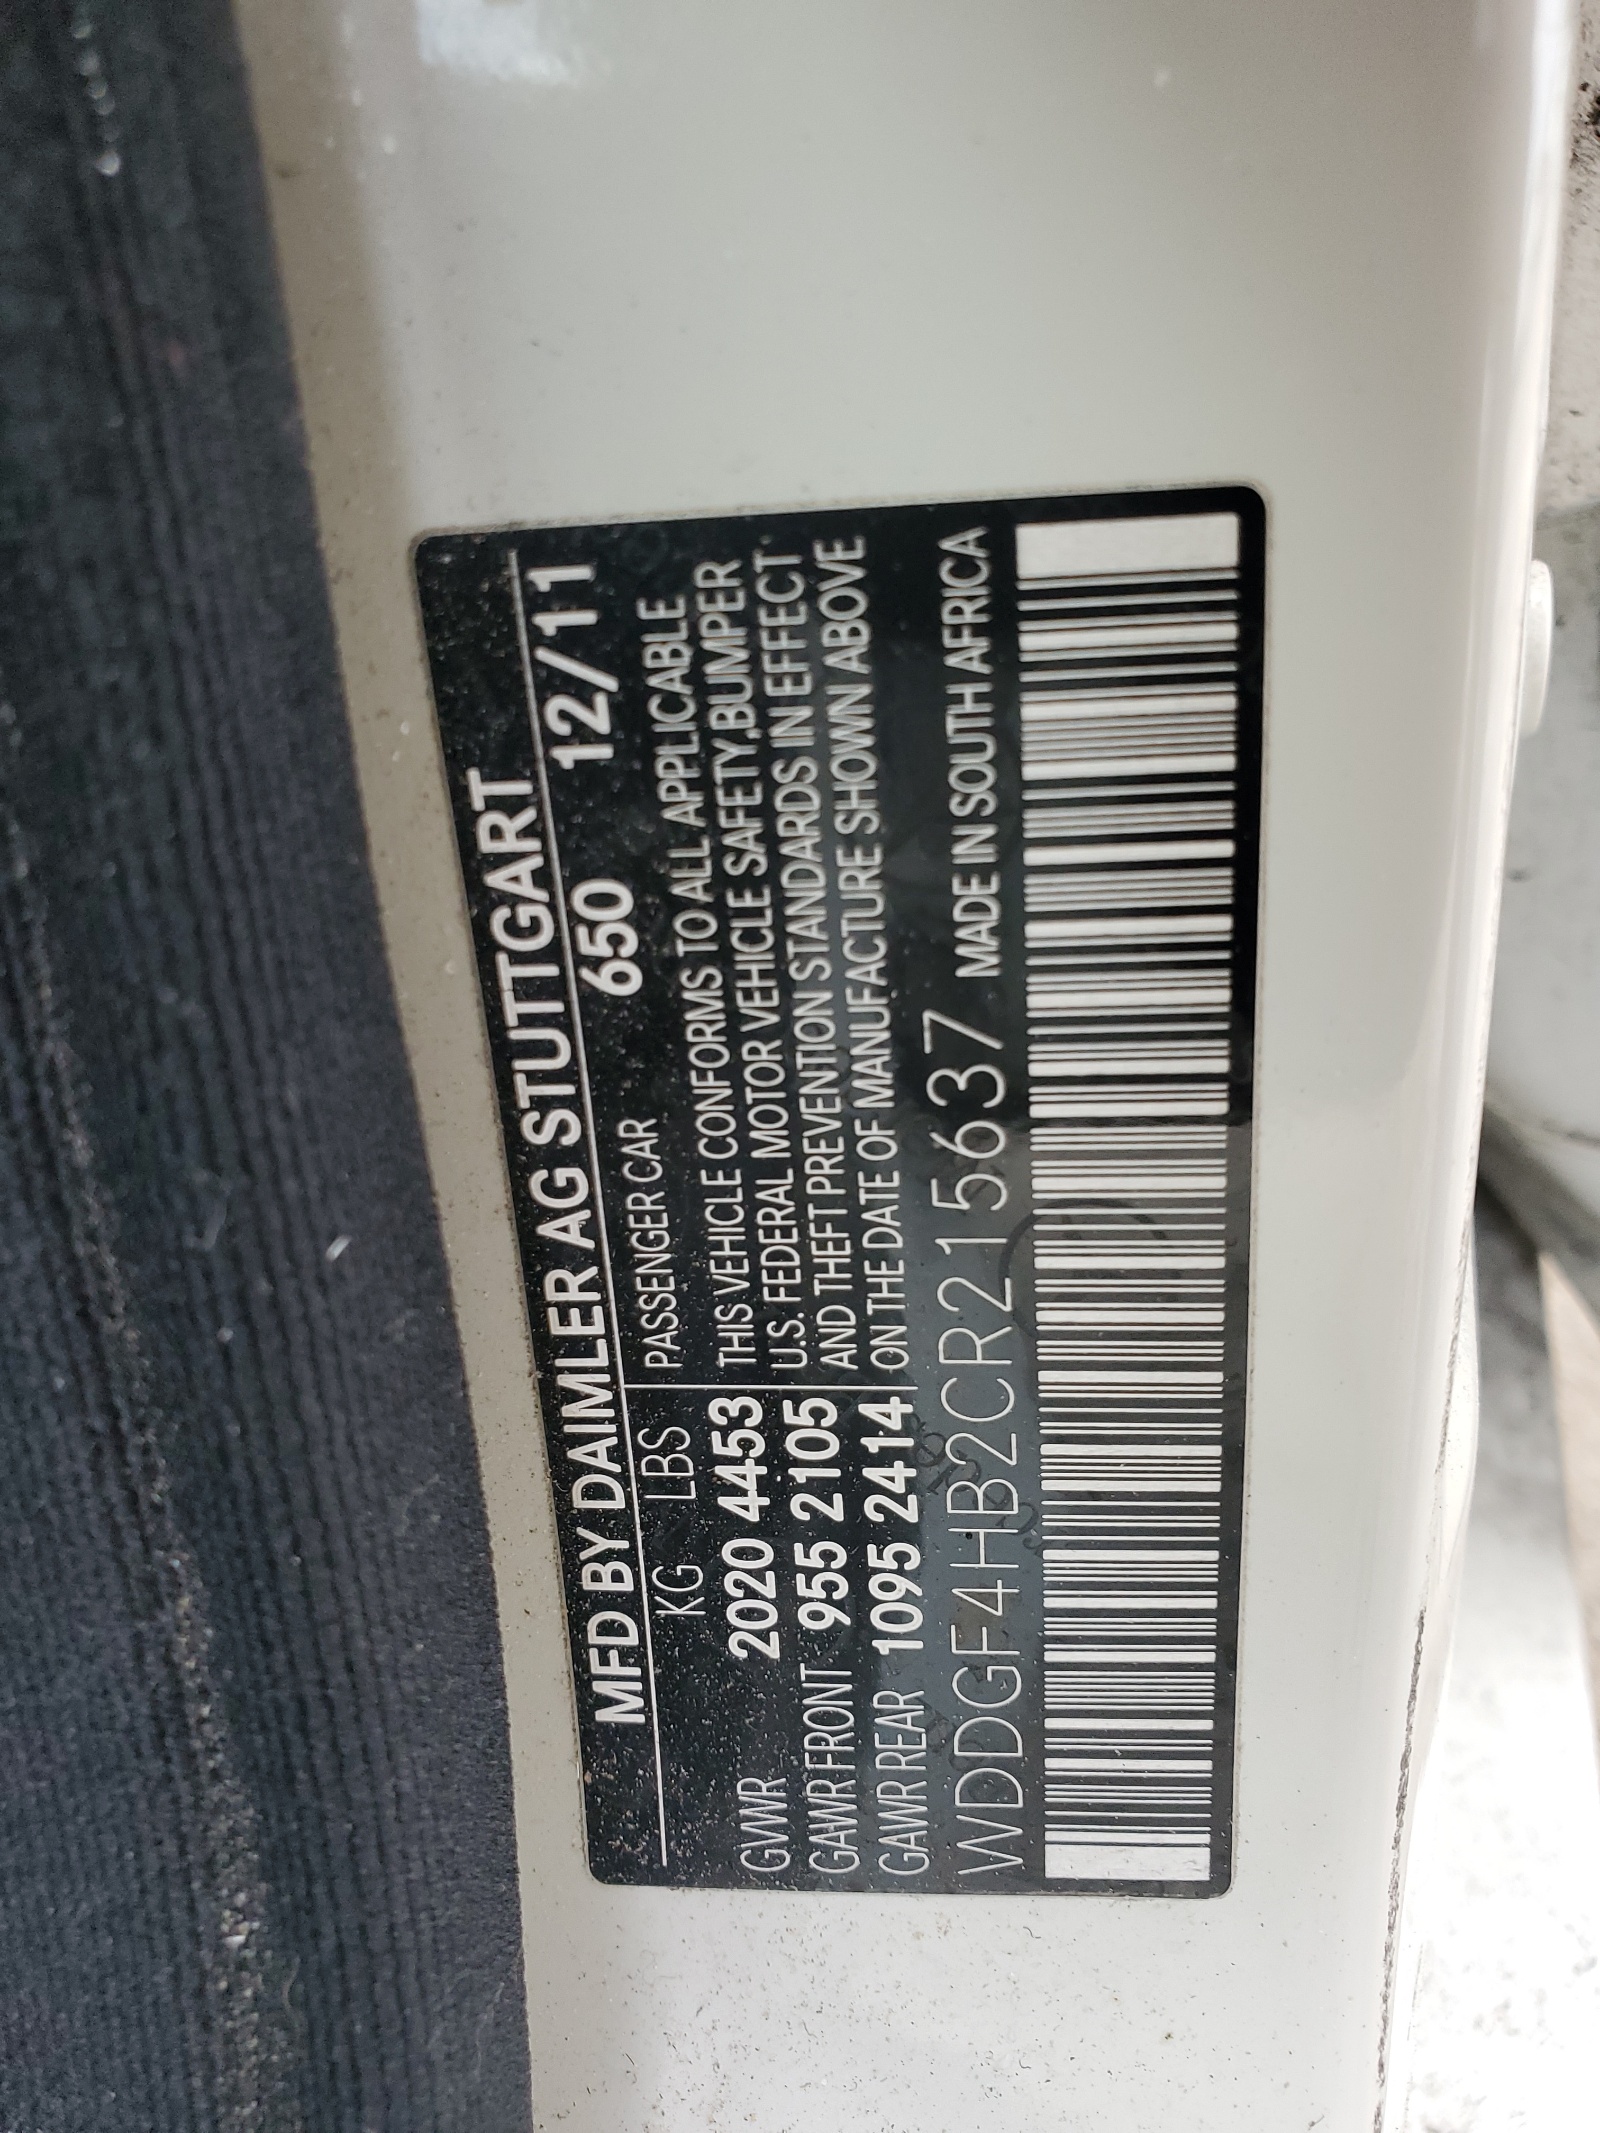 MFD BY DAIMLER AG STUTTGART
KG LBS PASSENGER CAR 650 12/11
GVWR 2020 4453 THIS VEHICLE CONFORMS TO ALL APPLICABLE
U.S. FEDERAL MOTOR VEHICLE SAFETY,BUMPER
GAWR FRONT 955 2105 AND THEFT PREVENTION STANDARDS IN EFFECT
GAWR REAR 1095 2414 ON THE DATE OF MANUFACTURE SHOWN ABOVE
WDDGF4HB2CR215637 MADE IN SOUTH AFRICA